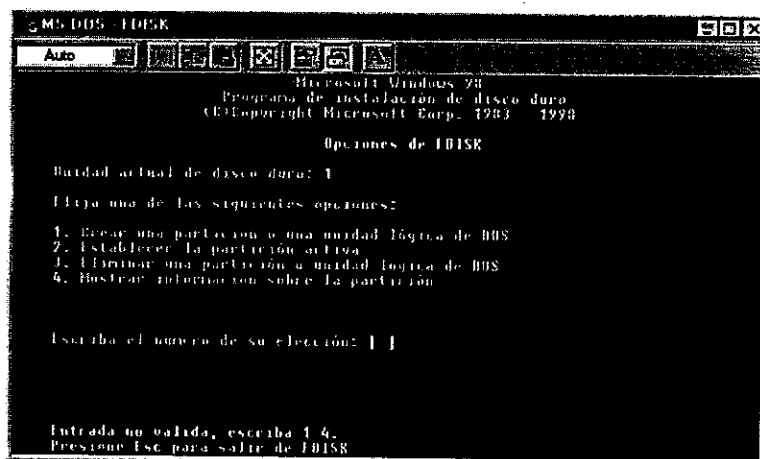 MS-DOS - FDISK
Auto
Microsoft Windows 98
Programa de instalación de disco duro
(C)Copyright Microsoft Corp. 1983 - 1998
Opciones de FDISK
Unidad actual de disco duro: 1
Elija una de las siguientes opciones:
1. Crear una partición o una unidad lógica de DOS
2. Establecer la partición activa
3. Eliminar una partición o unidad lógica de DOS
4. Mostrar información sobre la partición
Escriba el número de su elección: [ ]
Entrada no válida, escriba 1-4.
Presione Esc para salir de FDISK